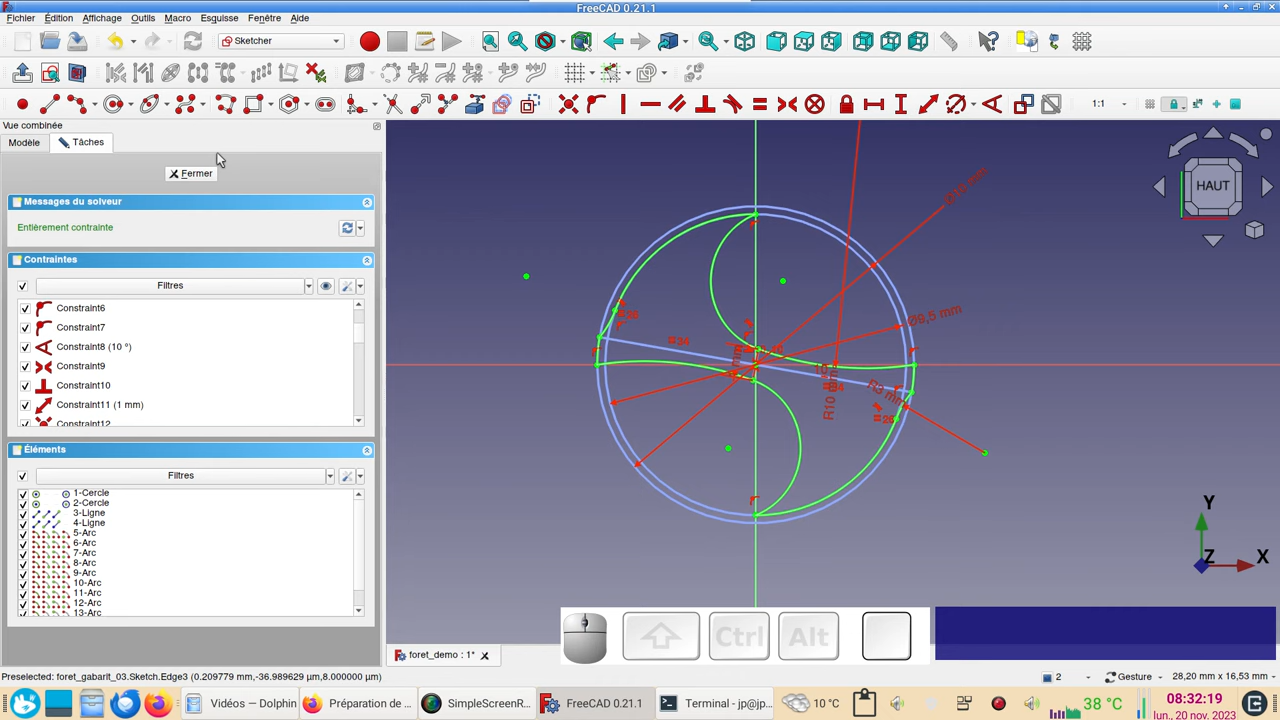 FreeCAD 0.21.1
Fichier Édition Affichage Outils Macro Esquisse Fenêtre Aide
Sketcher
1:1
Vue combinée
Modèle Tâches
Fermer
Messages du solveur
Entièrement contrainte
Contraintes
Filtres
Constraint6
Constraint7
Constraint8 (10 °)
Constraint9
Constraint10
Constraint11 (1 mm)
Constraint12
Éléments
Filtres
1-Cercle
2-Cercle
3-Ligne
4-Ligne
5-Arc
6-Arc
7-Arc
8-Arc
9-Arc
10-Arc
11-Arc
12-Arc
13-Arc
HAUT
Ø10 mm
Ø9,5 mm
R3 mm
R10 mm
Y
Z X
Ctrl Alt
foret_demo : 1*
Preselected: foret_gabarit_03.Sketch.Edge3 (0.209779 mm,-36.989629 µm,8.000000 µm)
2 Gesture 28,20 mm × 16,53 mm
Vidéos — Dolphin
Préparation de ...
SimpleScreenR...
FreeCAD 0.21.1
Terminal - jp@jp...
10 °C
38 °C
08:32:19
lun., 20 nov. 2023